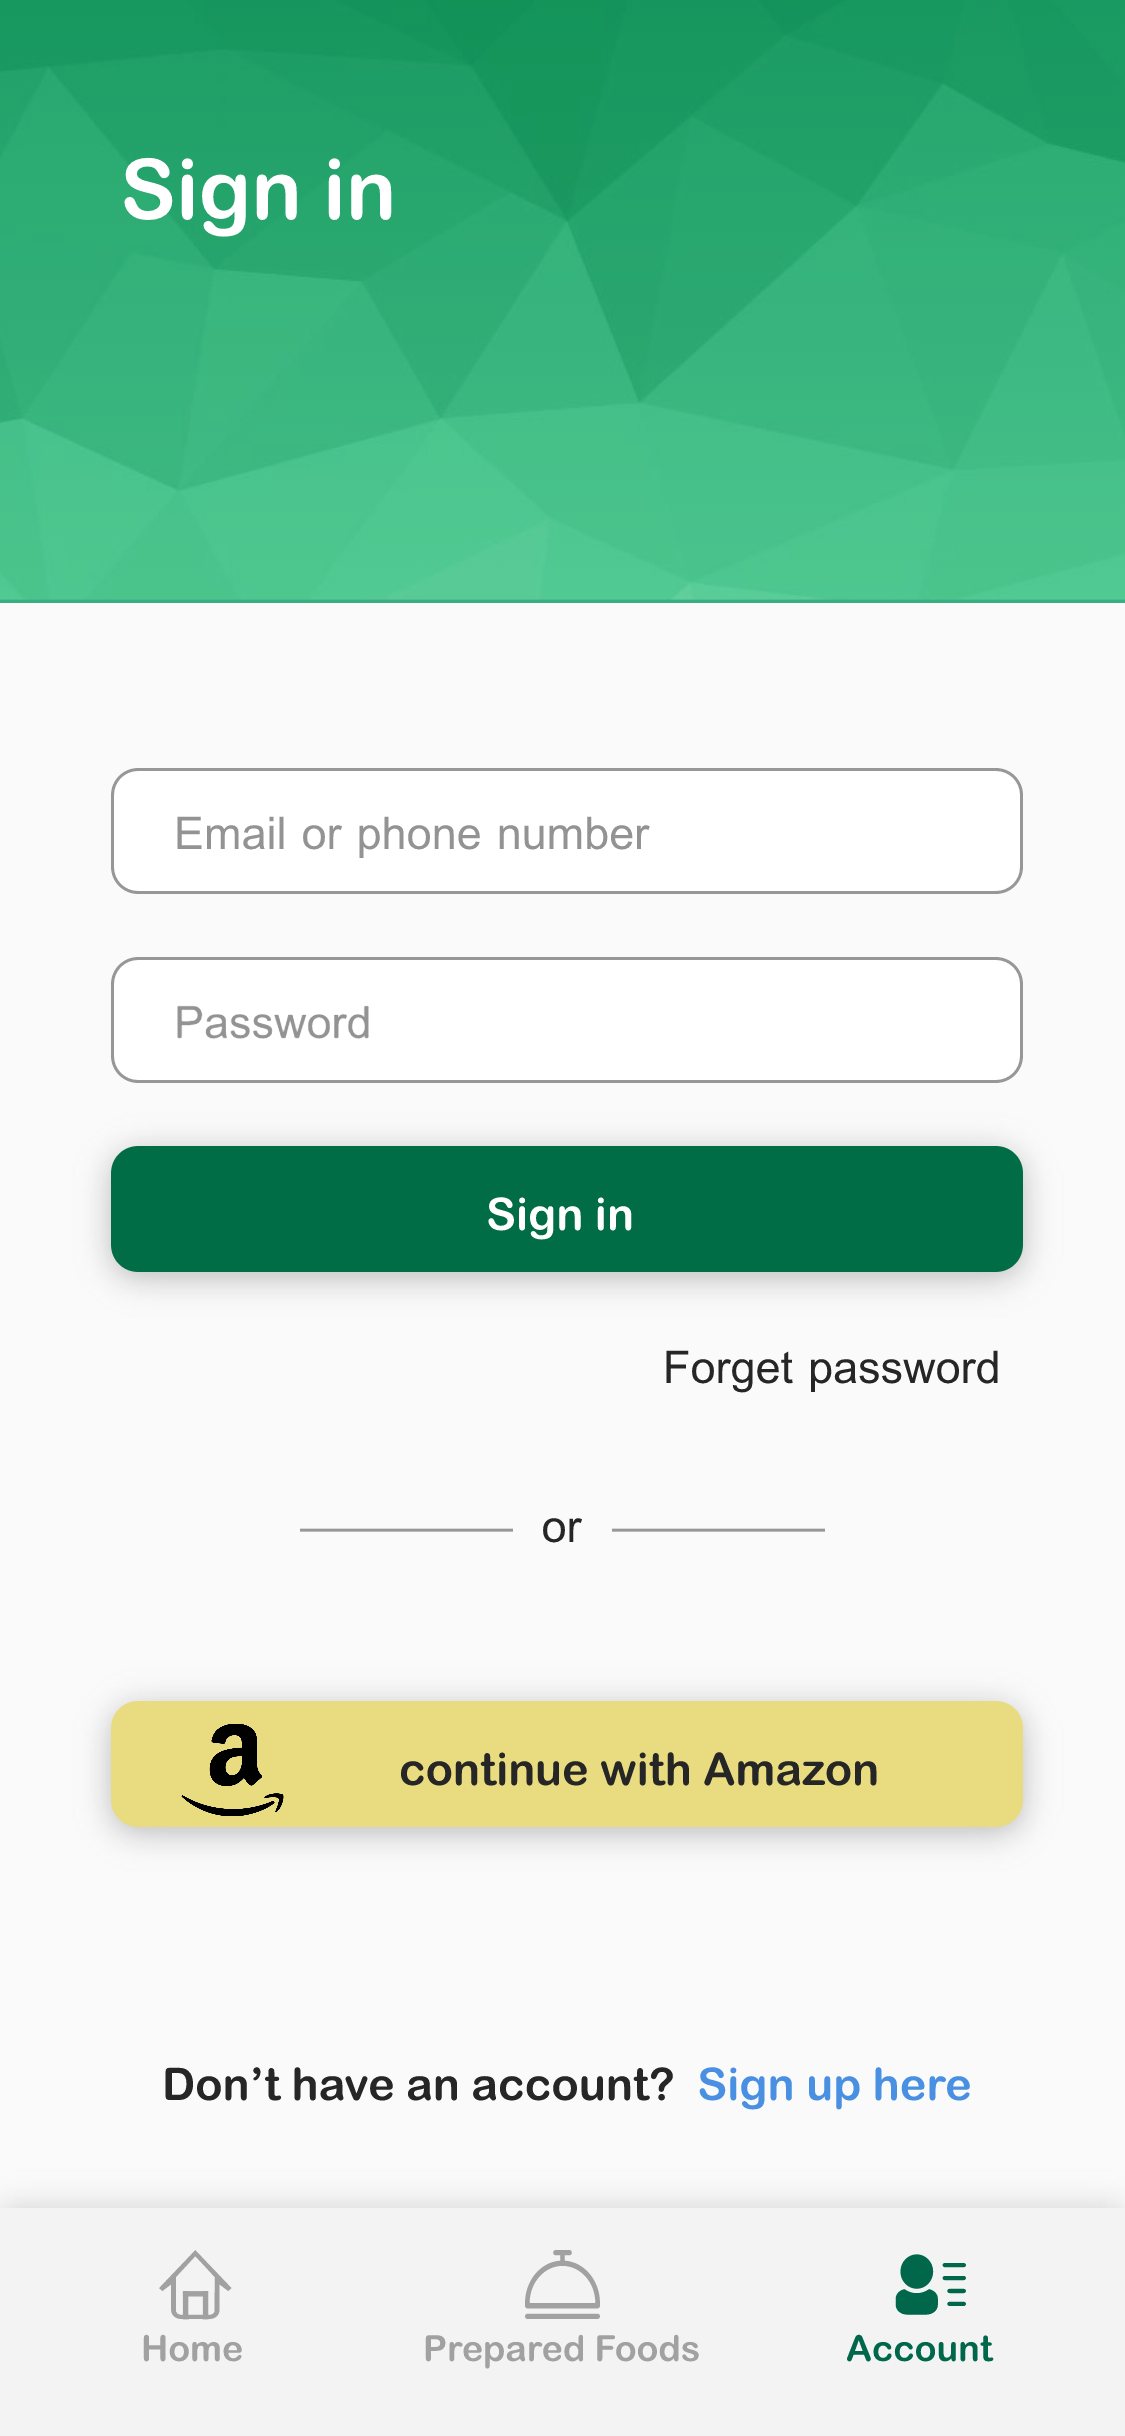 Sign in
Email or phone number
Password
Sign in
Forget password
or
a continue with Amazon
Don’t have an account? Sign up here
Home Prepared Foods Account